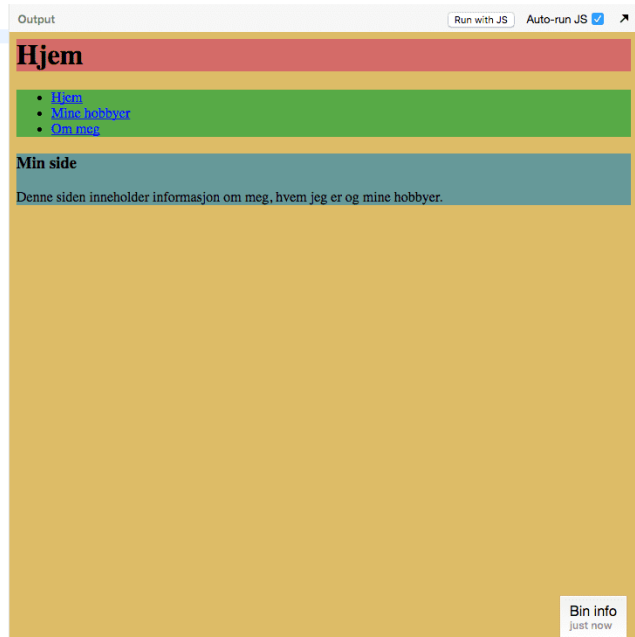 Output Run with JS Auto-run JS
Hjem
Hjem
Mine hobbyer
Om meg
Min side
Denne siden inneholder informasjon om meg, hvem jeg er og mine hobbyer.
Bin info
just now